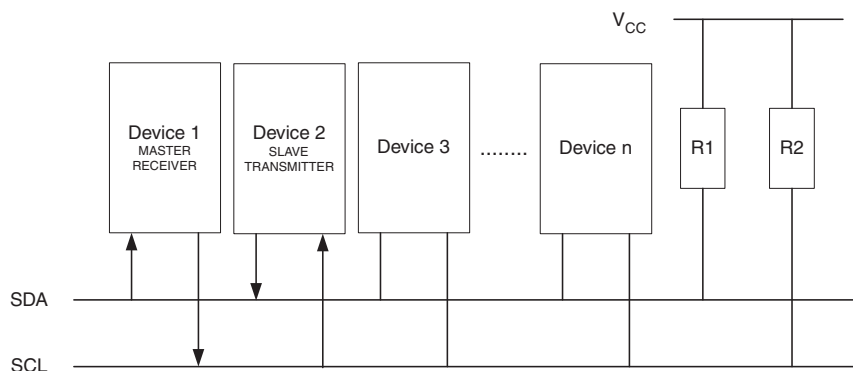 VCC
Device 1
MASTER
RECEIVER
Device 2
SLAVE
TRANSMITTER
Device 3
........
Device n
R1
R2
SDA
SCL